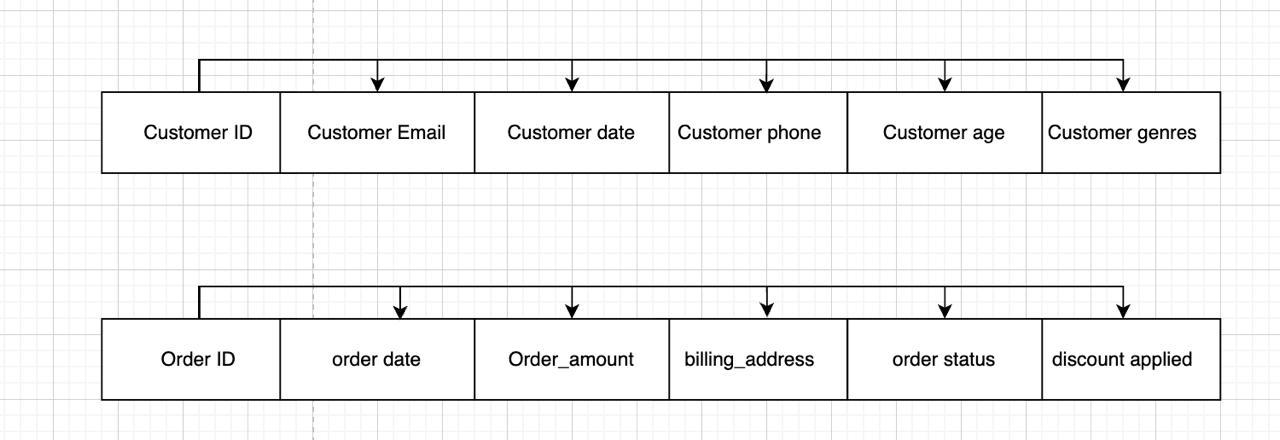 Customer ID Customer Email Customer date Customer phone Customer age Customer genres
Order ID order date Order_amount billing_address order status discount applied